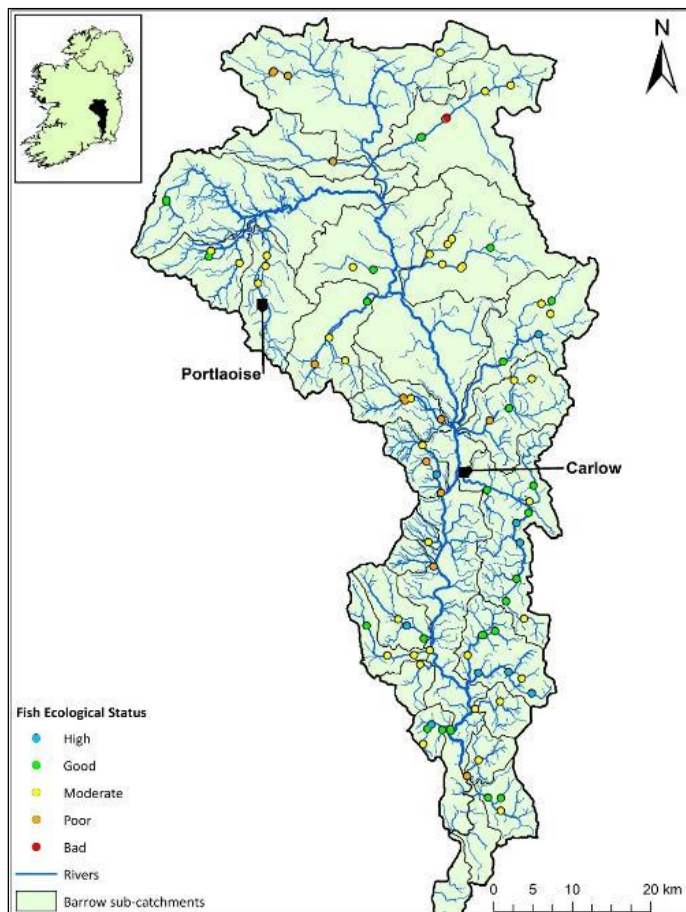 N
Portlaoise
Carlow
Fish Ecological Status
High
Good
Moderate
Poor
Bad
Rivers
Barrow sub-catchments
0 5 10 20 km